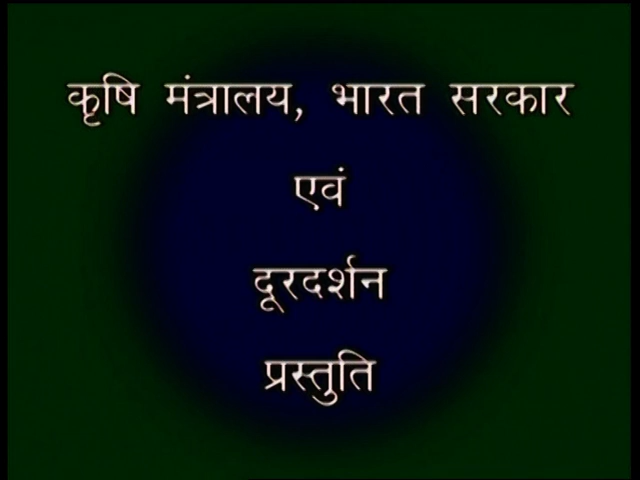 कृषि मंत्रालय, भारत सरकार
एवं
दूरदर्शन
प्रस्तुति